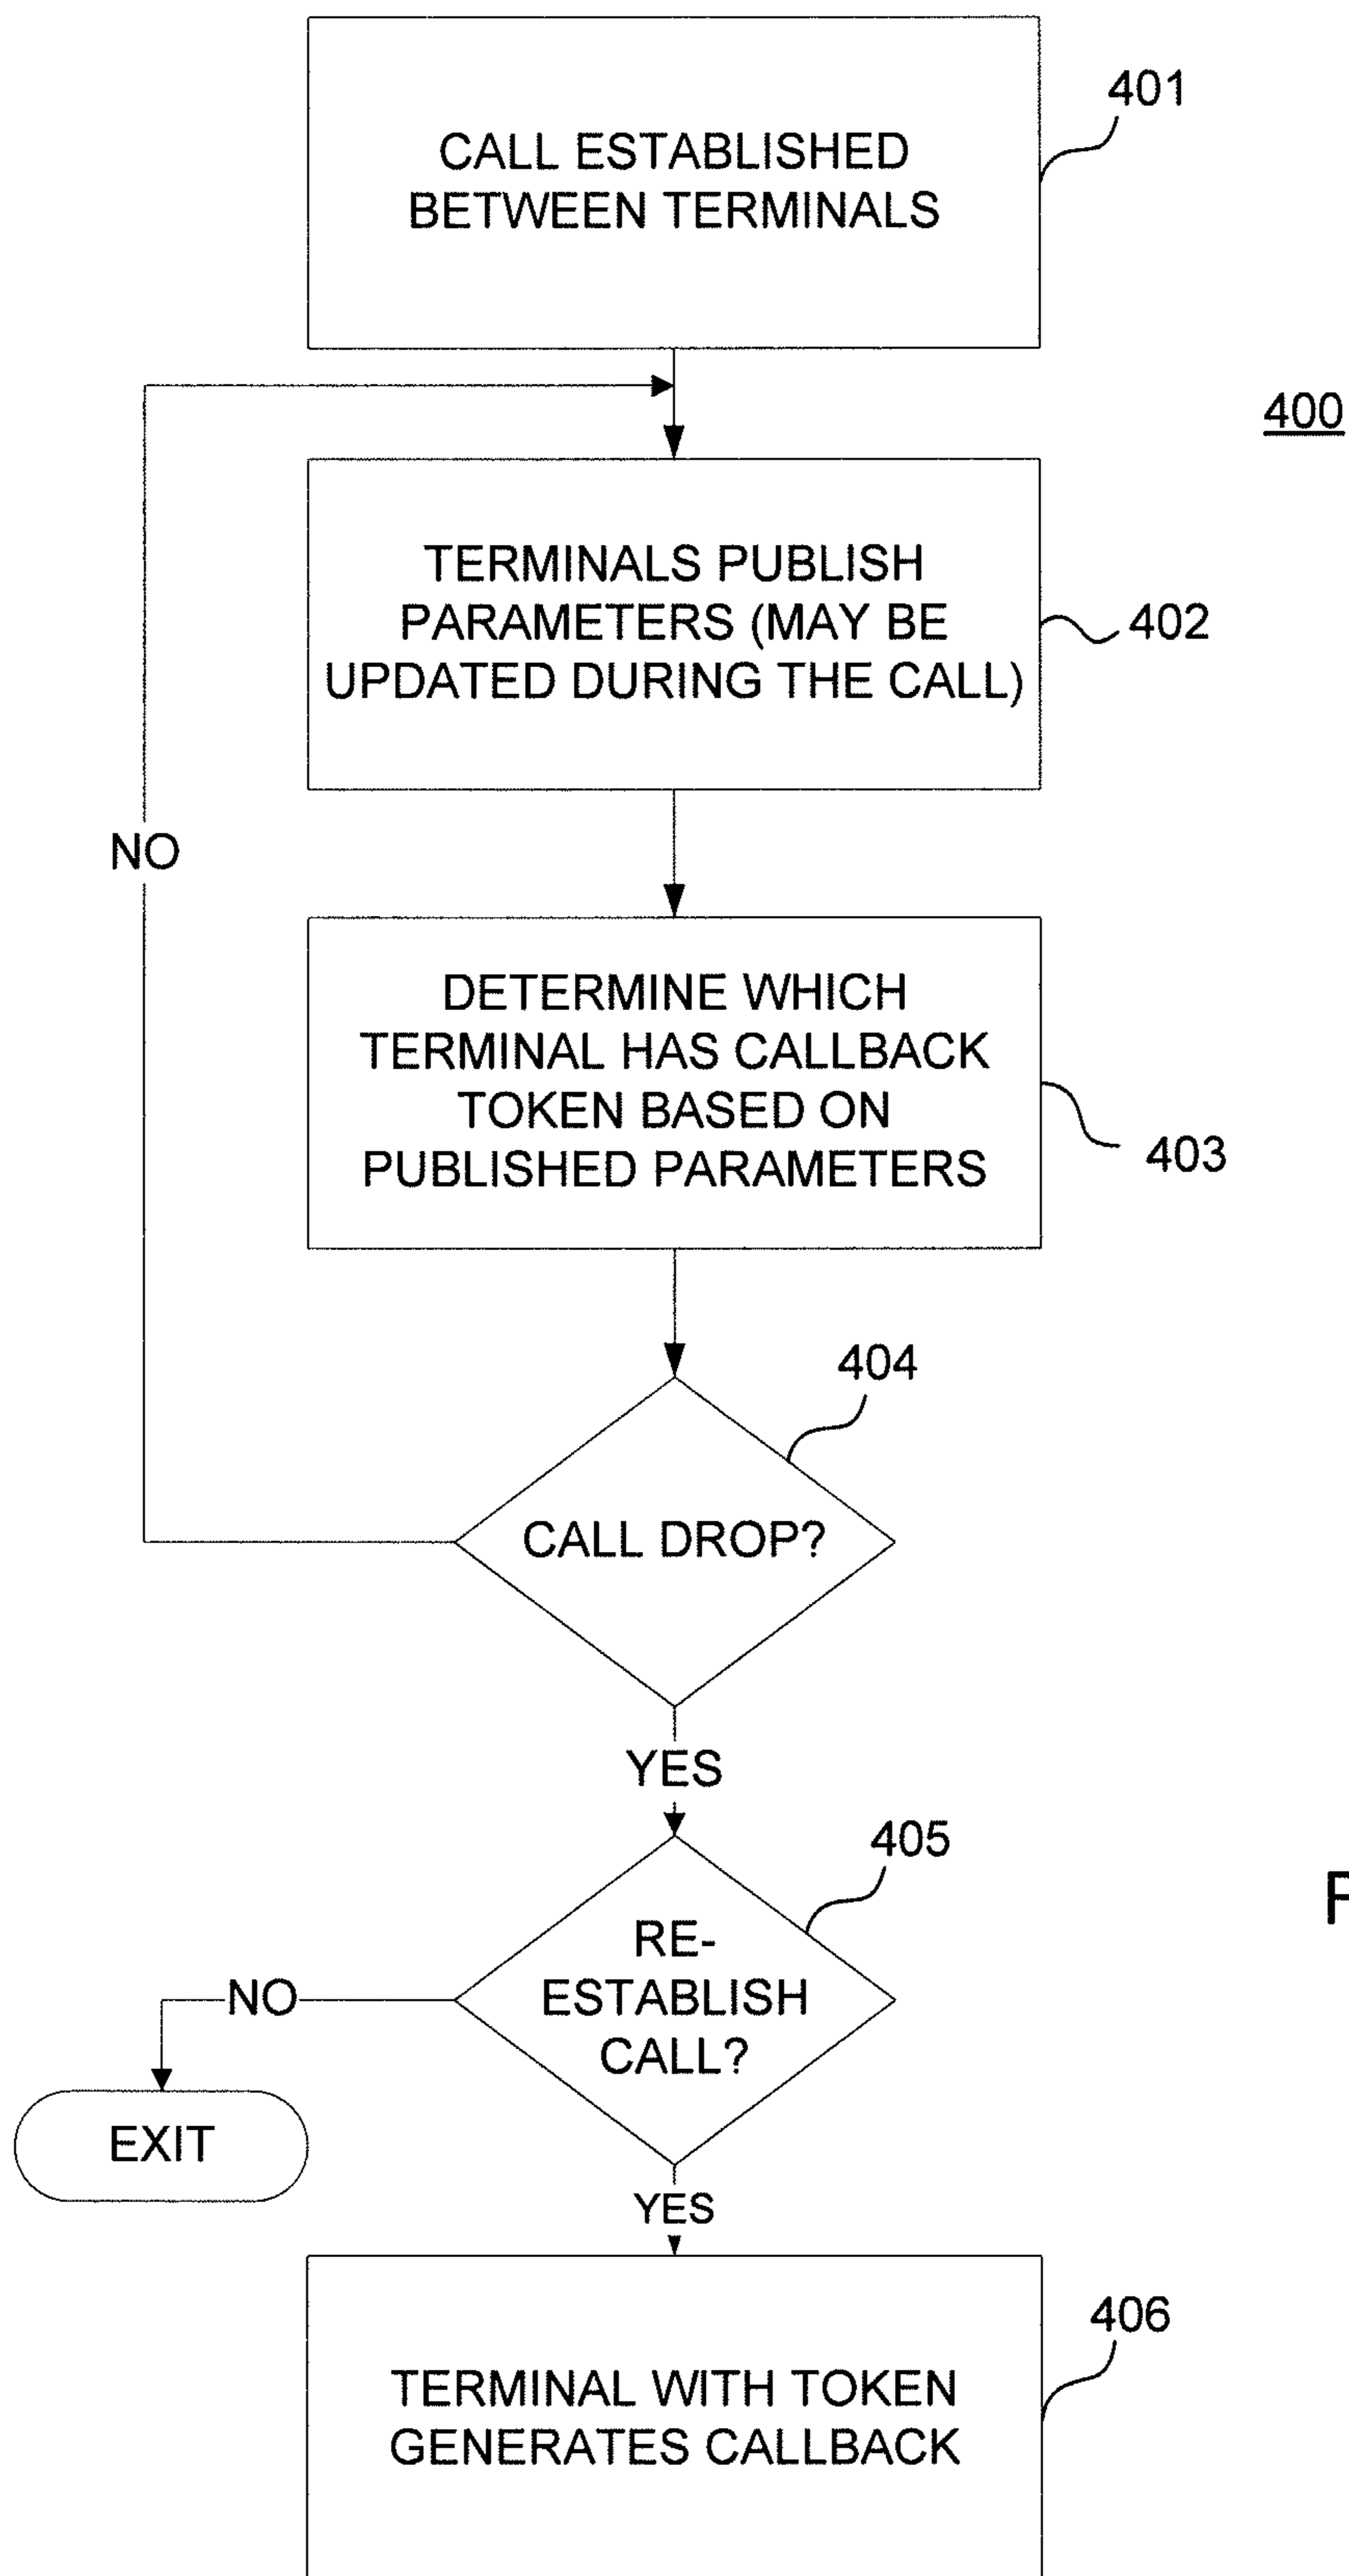 CALL ESTABLISHED
BETWEEN TERMINALS
401
400
TERMINALS PUBLISH
PARAMETERS (MAY BE
UPDATED DURING THE CALL)
402
NO
DETERMINE WHICH
TERMINAL HAS CALLBACK
TOKEN BASED ON
PUBLISHED PARAMETERS
403
404
CALL DROP?
YES
405
RE-
ESTABLISH
CALL?
NO
EXIT
YES
406
TERMINAL WITH TOKEN
GENERATES CALLBACK